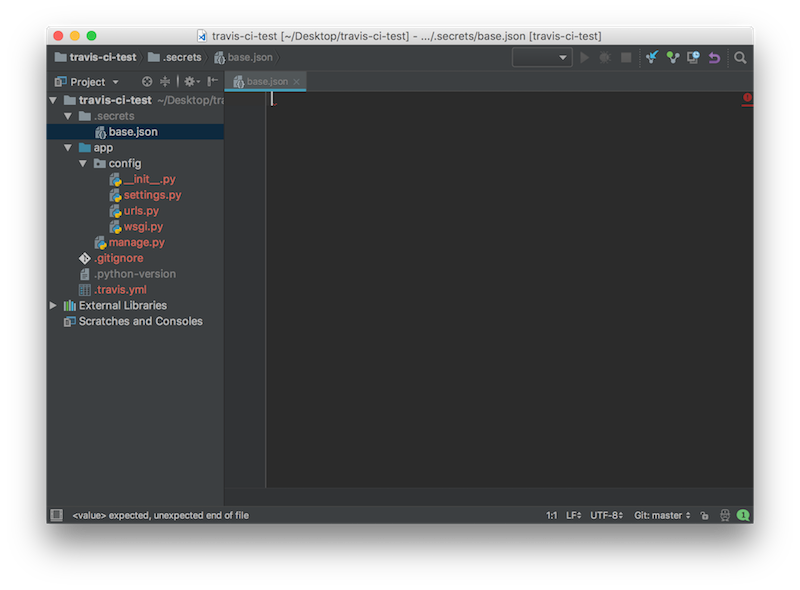 travis-ci-test [~/Desktop/travis-ci-test] - .../.secrets/base.json [travis-ci-test]
travis-ci-test .secrets base.json
Project
base.json
travis-ci-test ~/Desktop/tra
.secrets
base.json
app
config
__init__.py
settings.py
urls.py
wsgi.py
manage.py
.gitignore
.python-version
.travis.yml
External Libraries
Scratches and Consoles
<value> expected, unexpected end of file 1:1 LF UTF-8 Git: master 1